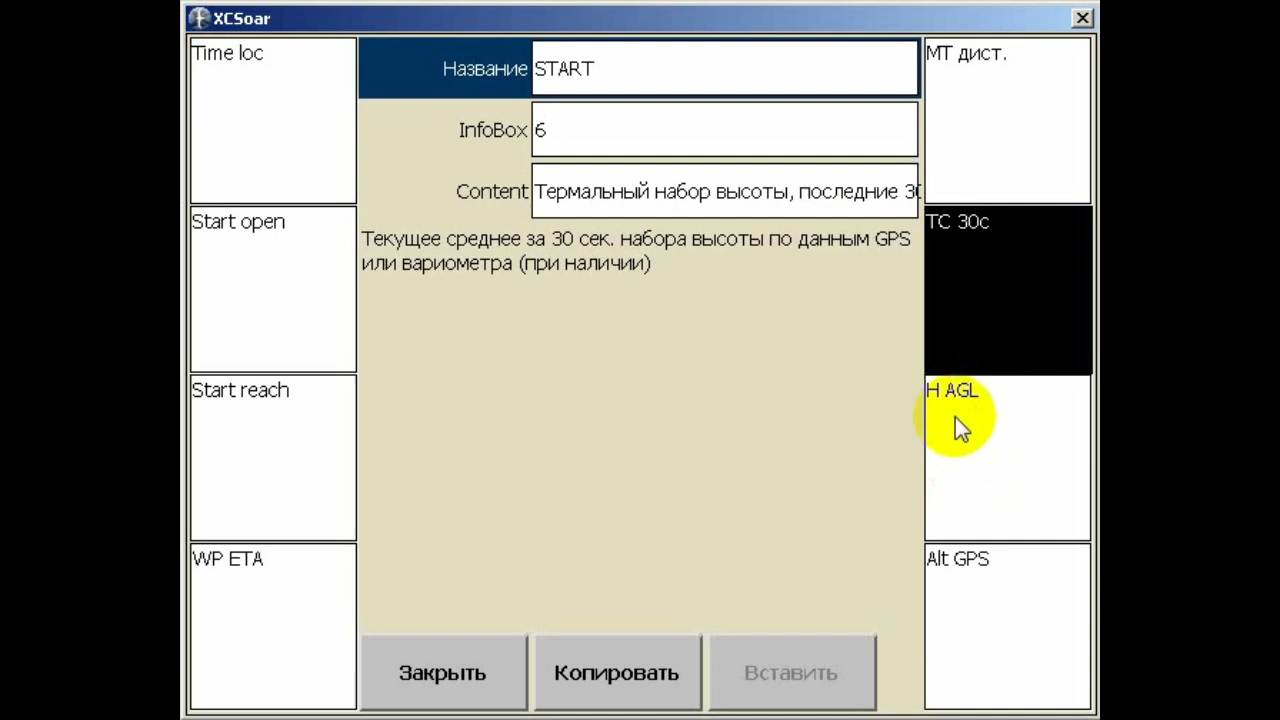 XCSoar
Time loc
Название START
МТ дист.
InfoBox 6
Content Термальный набор высоты, последние 30
Start open
ТС 30с
Текущее среднее за 30 сек. набора высоты по данным GPS
или вариометра (при наличии)
Start reach
H AGL
WP ETA
Alt GPS
Закрыть Копировать Вставить